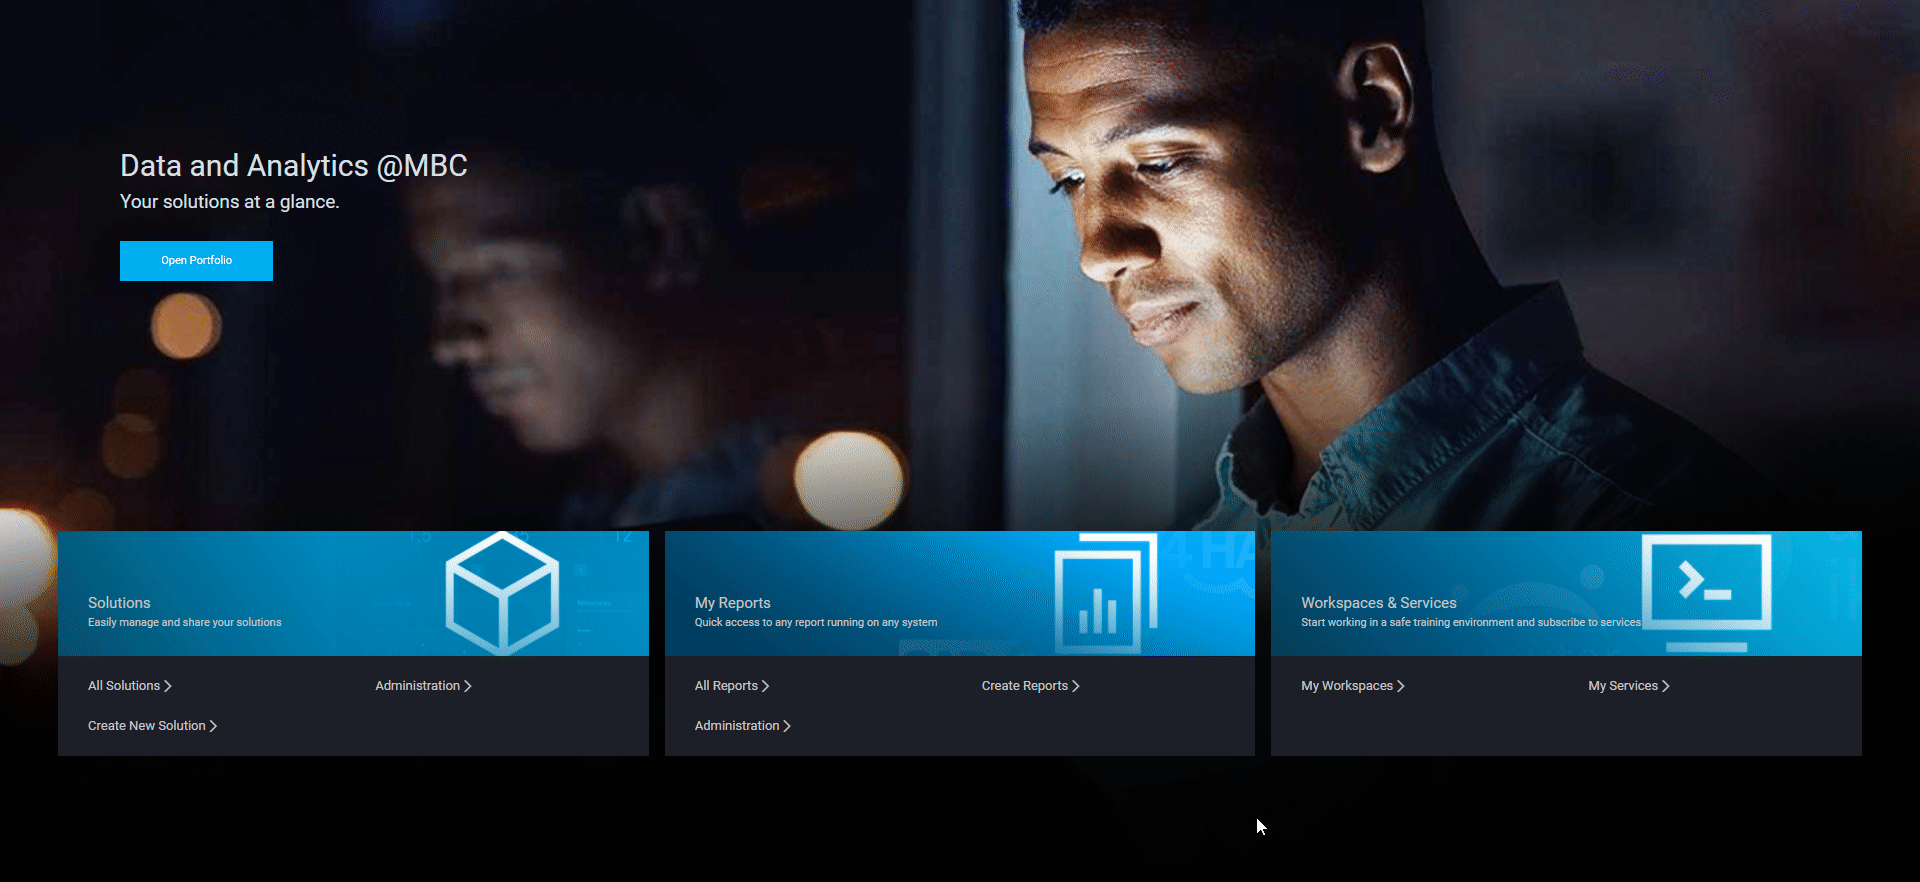 Data and Analytics @MBC
Your solutions at a glance.
Open Portfolio
Solutions
Easily manage and share your solutions
All Solutions
Administration
Create New Solution
My Reports
Quick access to any report running on any system
All Reports
Create Reports
Administration
Workspaces & Services
Start working in a safe training environment and subscribe to services
My Workspaces
My Services